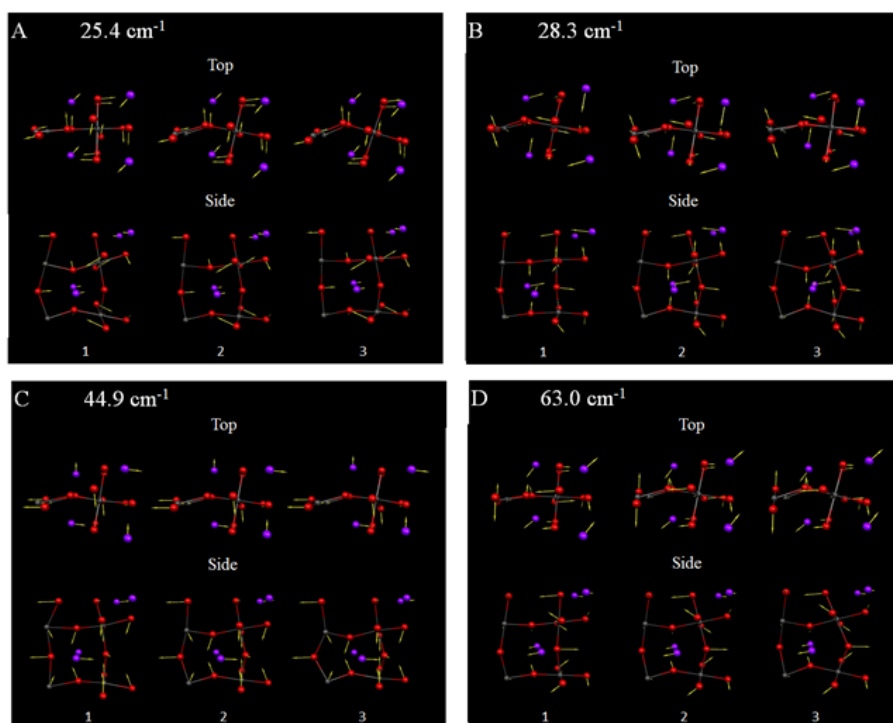 A 25.4 cm⁻¹
Top
Side
1 2 3
B 28.3 cm⁻¹
Top
Side
1 2 3
C 44.9 cm⁻¹
Top
Side
1 2 3
D 63.0 cm⁻¹
Top
Side
1 2 3